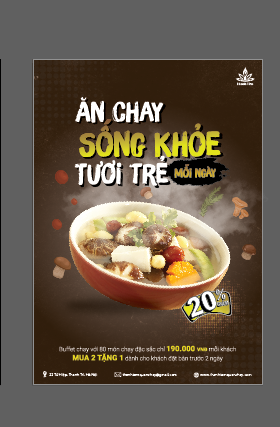 ĂN CHAY
SỐNG KHỎE
TƯƠI TRẺ MỖI NGÀY
20%
Buffet chay với 80 món chay đặc sắc chỉ 190.000 VNĐ mỗi khách
MUA 2 TẶNG 1 dành cho khách đặt bàn trước 2 ngày